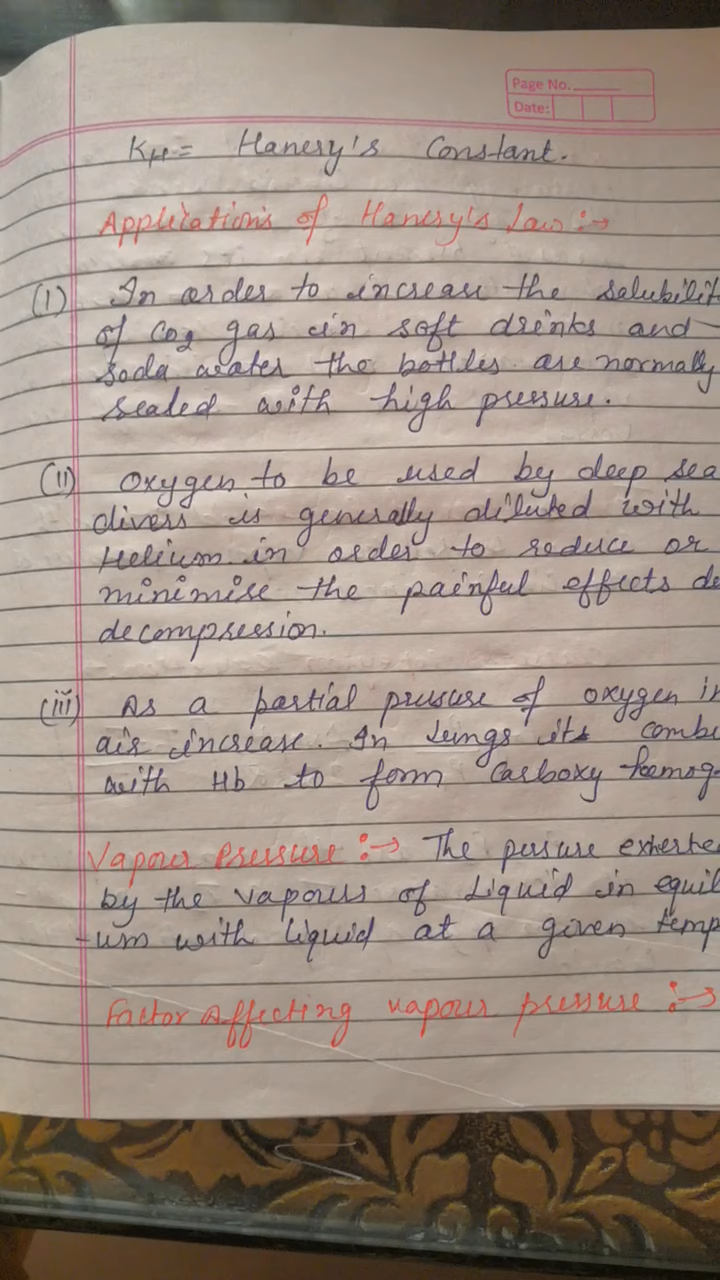 Page No.
Date:
KH = Hanery's Constant.
Applications of Hanery's Law :→
(I) In order to increase the solubilit
of CO2 gas in soft drinks and
soda water the bottles are normally
sealed with high pressure.
(II) Oxygen to be used by deep sea
divers is generally diluted with
Helium in order to reduce or
minimise the painful effects de
decompression.
(iii) As a partial pressure of oxygen in
air increase. In lungs its combi
with Hb to form Carboxy hemog
Vapour Pressure :→ The persure exherte
by the vapours of Liquid in equil
-um with liquid at a given temp
Factor Affecting vapour pressure :→